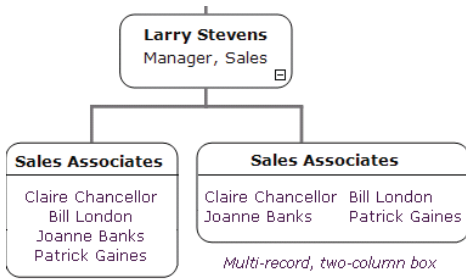 Larry Stevens
Manager, Sales
Sales Associates
Claire Chancellor
Bill London
Joanne Banks
Patrick Gaines
Sales Associates
Claire Chancellor Bill London
Joanne Banks Patrick Gaines
Multi-record, two-column box